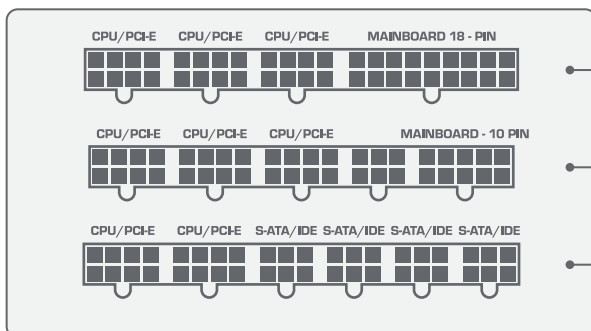 CPU/PCI-E CPU/PCI-E CPU/PCI-E MAINBOARD 18 - PIN
CPU/PCI-E CPU/PCI-E CPU/PCI-E MAINBOARD - 10 PIN
CPU/PCI-E CPU/PCI-E S-ATA/IDE S-ATA/IDE S-ATA/IDE S-ATA/IDE